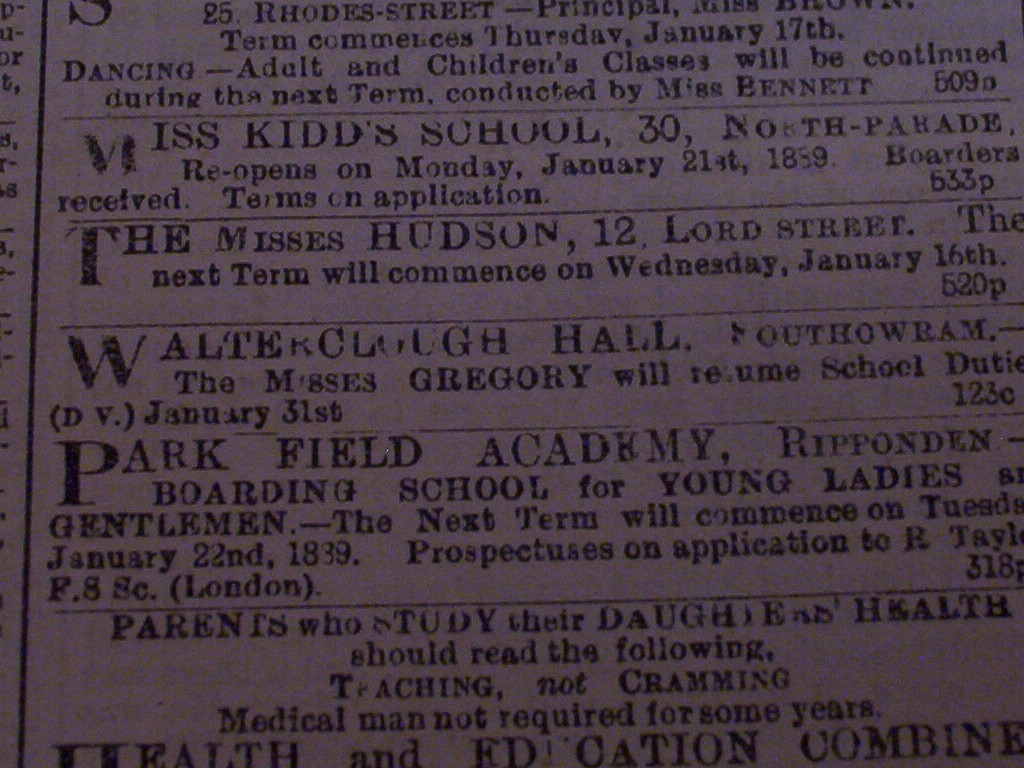 25, RHODES-STREET —Principal, Miss BROWN.
Term commences Thursday, January 17th.
DANCING —Adult and Children's Classes will be continued
during the next Term, conducted by Miss BENNETT 509p
MISS KIDD'S SCHOOL, 30, NORTH-PARADE,
Re-opens on Monday, January 21st, 1889. Boarders
received. Terms on application. 533p
THE MISSES HUDSON, 12, LORD STREET. The
next Term will commence on Wednesday, January 16th.
520p
WALTERCLOUGH HALL, SOUTHOWRAM.—
The MISSES GREGORY will resume School Dutie
(D V.) January 31st 123c
PARK FIELD ACADEMY, RIPPONDEN.—
BOARDING SCHOOL for YOUNG LADIES an
GENTLEMEN.—The Next Term will commence on Tuesda
January 22nd, 1889. Prospectuses on application to R Taylo
F.S Sc. (London). 318p
PARENTS who STUDY their DAUGHTERS' HEALTH
should read the following,
TEACHING, not CRAMMING
Medical man not required for some years.
HEALTH and EDUCATION COMBINE